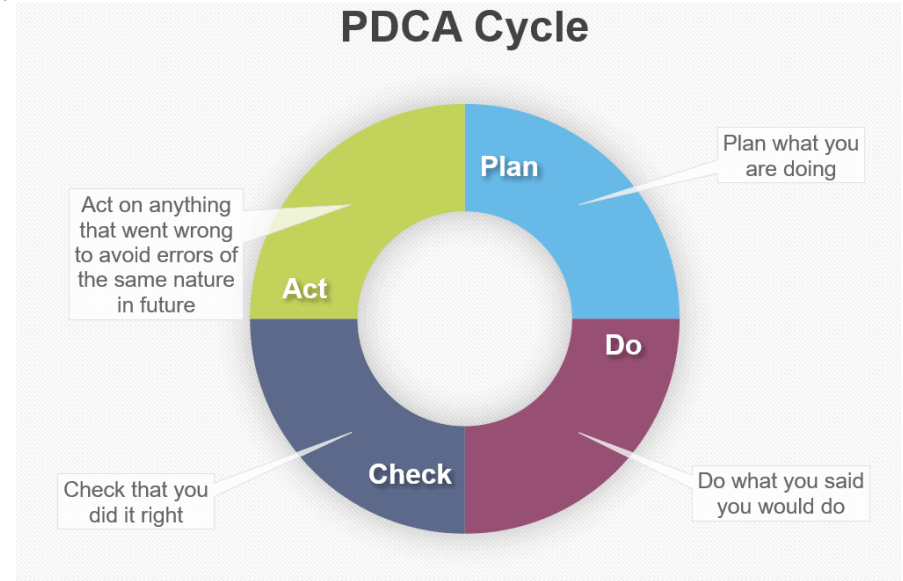 PDCA Cycle
Plan
Plan what you
are doing
Do
Do what you said
you would do
Check
Check that you
did it right
Act
Act on anything
that went wrong
to avoid errors of
the same nature
in future